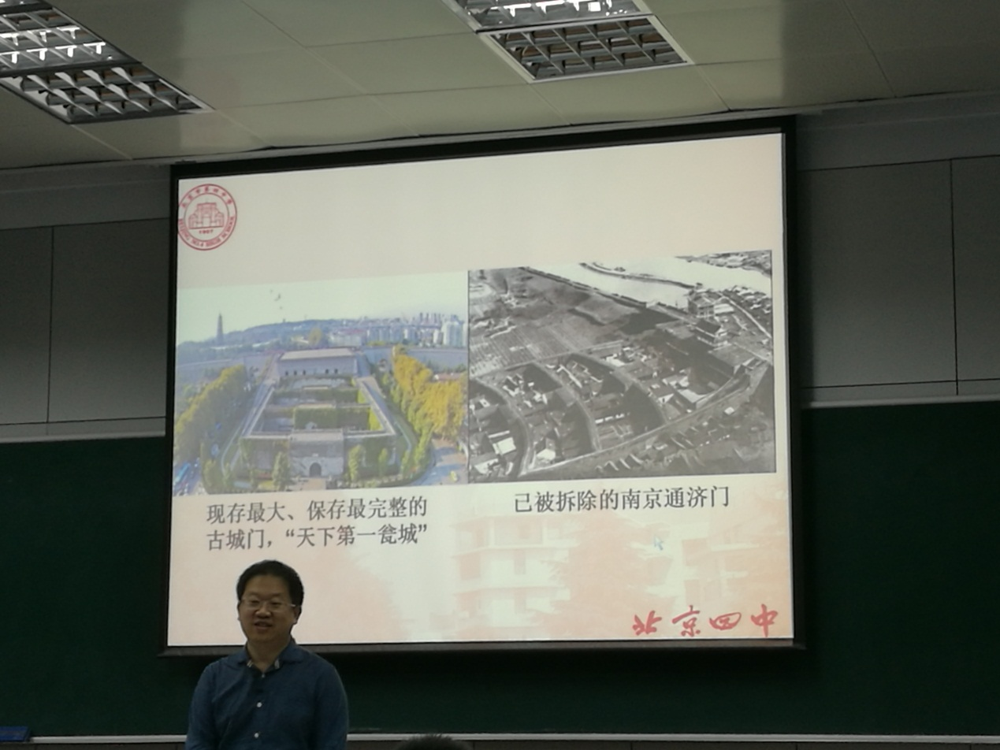 1907
现存最大、保存最完整的
古城门，“天下第一瓮城”
已被拆除的南京通济门
北京四中